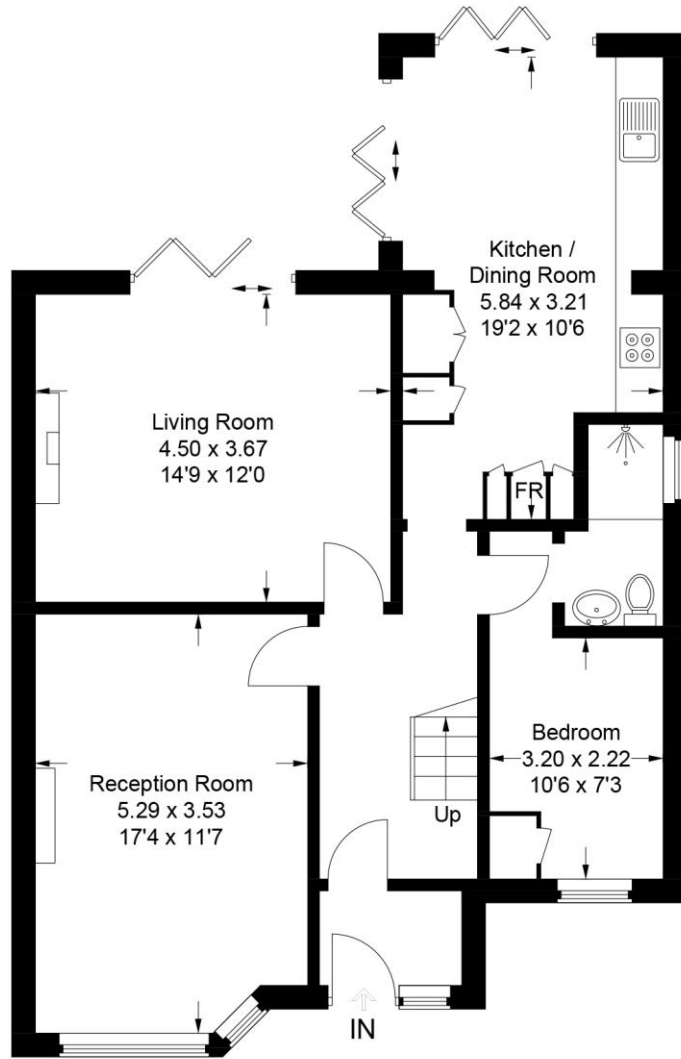 Kitchen /
Dining Room
5.84 x 3.21
19'2 x 10'6
Living Room
4.50 x 3.67
14'9 x 12'0
FR
Bedroom
3.20 x 2.22
10'6 x 7'3
Reception Room
5.29 x 3.53
17'4 x 11'7
Up
IN